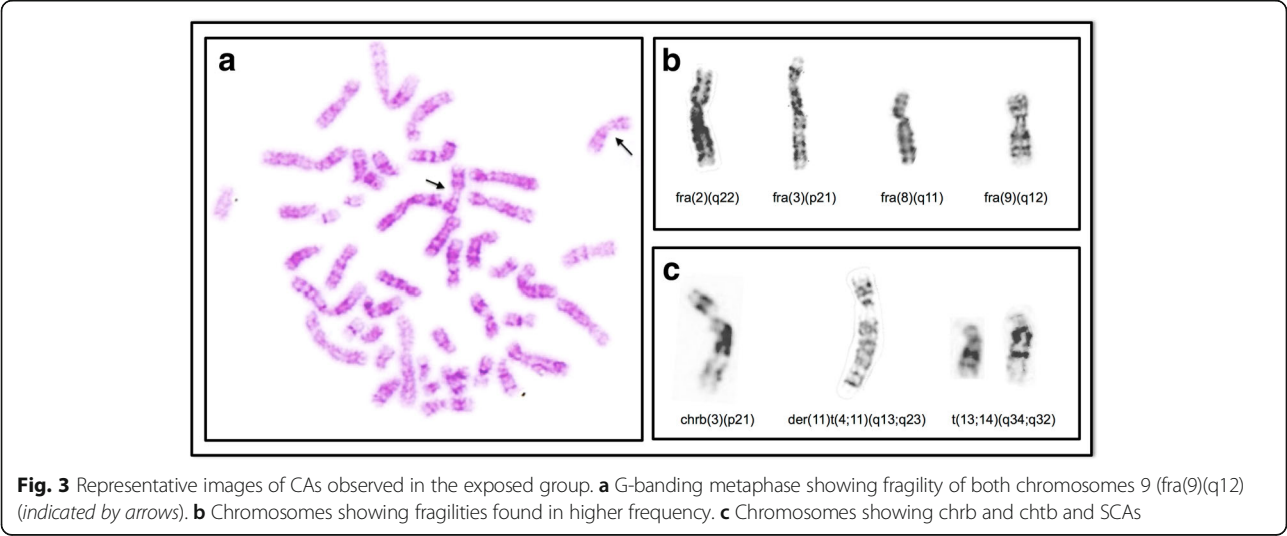 a
b
fra(2)(q22) fra(3)(p21) fra(8)(q11) fra(9)(q12)
c
chrb(3)(p21) der(11)t(4;11)(q13;q23) t(13;14)(q34;q32)
Fig. 3 Representative images of CAs observed in the exposed group. a G-banding metaphase showing fragility of both chromosomes 9 (fra(9)(q12)
(indicated by arrows). b Chromosomes showing fragilities found in higher frequency. c Chromosomes showing chrb and chtb and SCAs